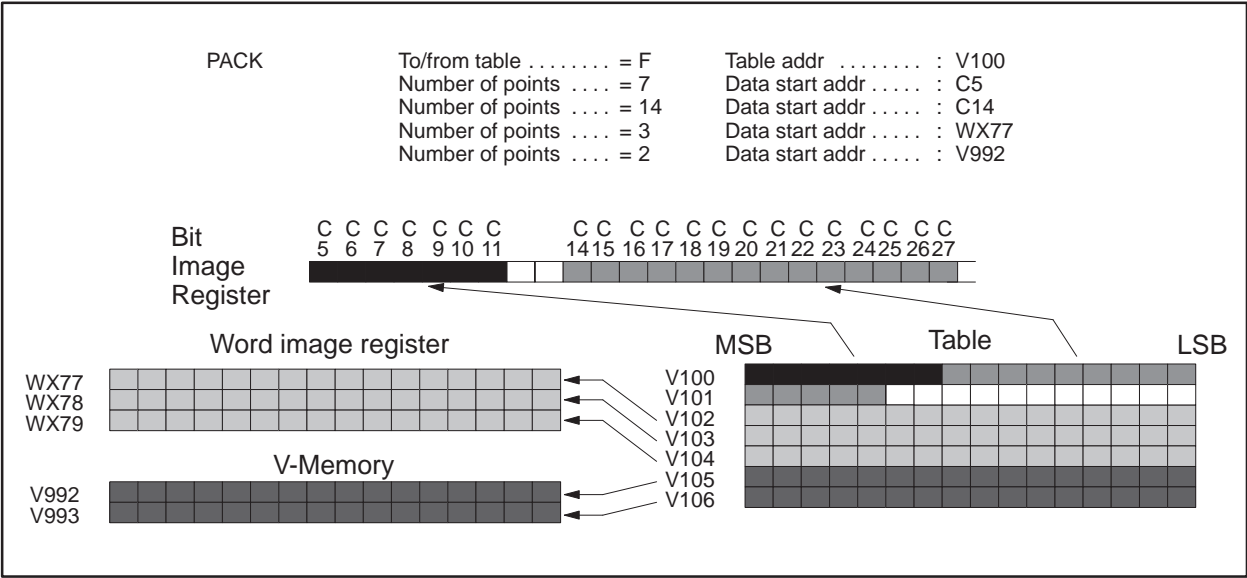 PACK To/from table . . . . . . . . = F Table addr . . . . . . . . : V100
Number of points . . . . = 7 Data start addr . . . . . : C5
Number of points . . . . = 14 Data start addr . . . . . : C14
Number of points . . . . = 3 Data start addr . . . . . : WX77
Number of points . . . . = 2 Data start addr . . . . . : V992
C C C C C C C C C C C C C C C C C C C C C
5 6 7 8 9 10 11 14 15 16 17 18 19 20 21 22 23 24 25 26 27
Bit
Image
Register
Word image register
MSB Table LSB
WX77
WX78
WX79
V100
V101
V102
V103
V104
V105
V106
V-Memory
V992
V993